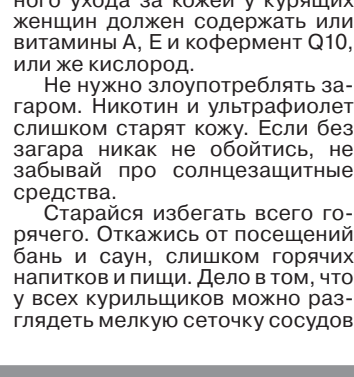 ного ухода за кожей у курящих
женщин должен содержать или
витамины А, Е и кофермент Q10,
или же кислород.
Не нужно злоупотреблять за-
гаром. Никотин и ультрафиолет
слишком старят кожу. Если без
загара никак не обойтись, не
забывай про солнцезащитные
средства.
Старайся избегать всего го-
рячего. Откажись от посещений
бань и саун, слишком горячих
напитков и пищи. Дело в том, что
у всех курильщиков можно раз-
глядеть мелкую сеточку сосудов